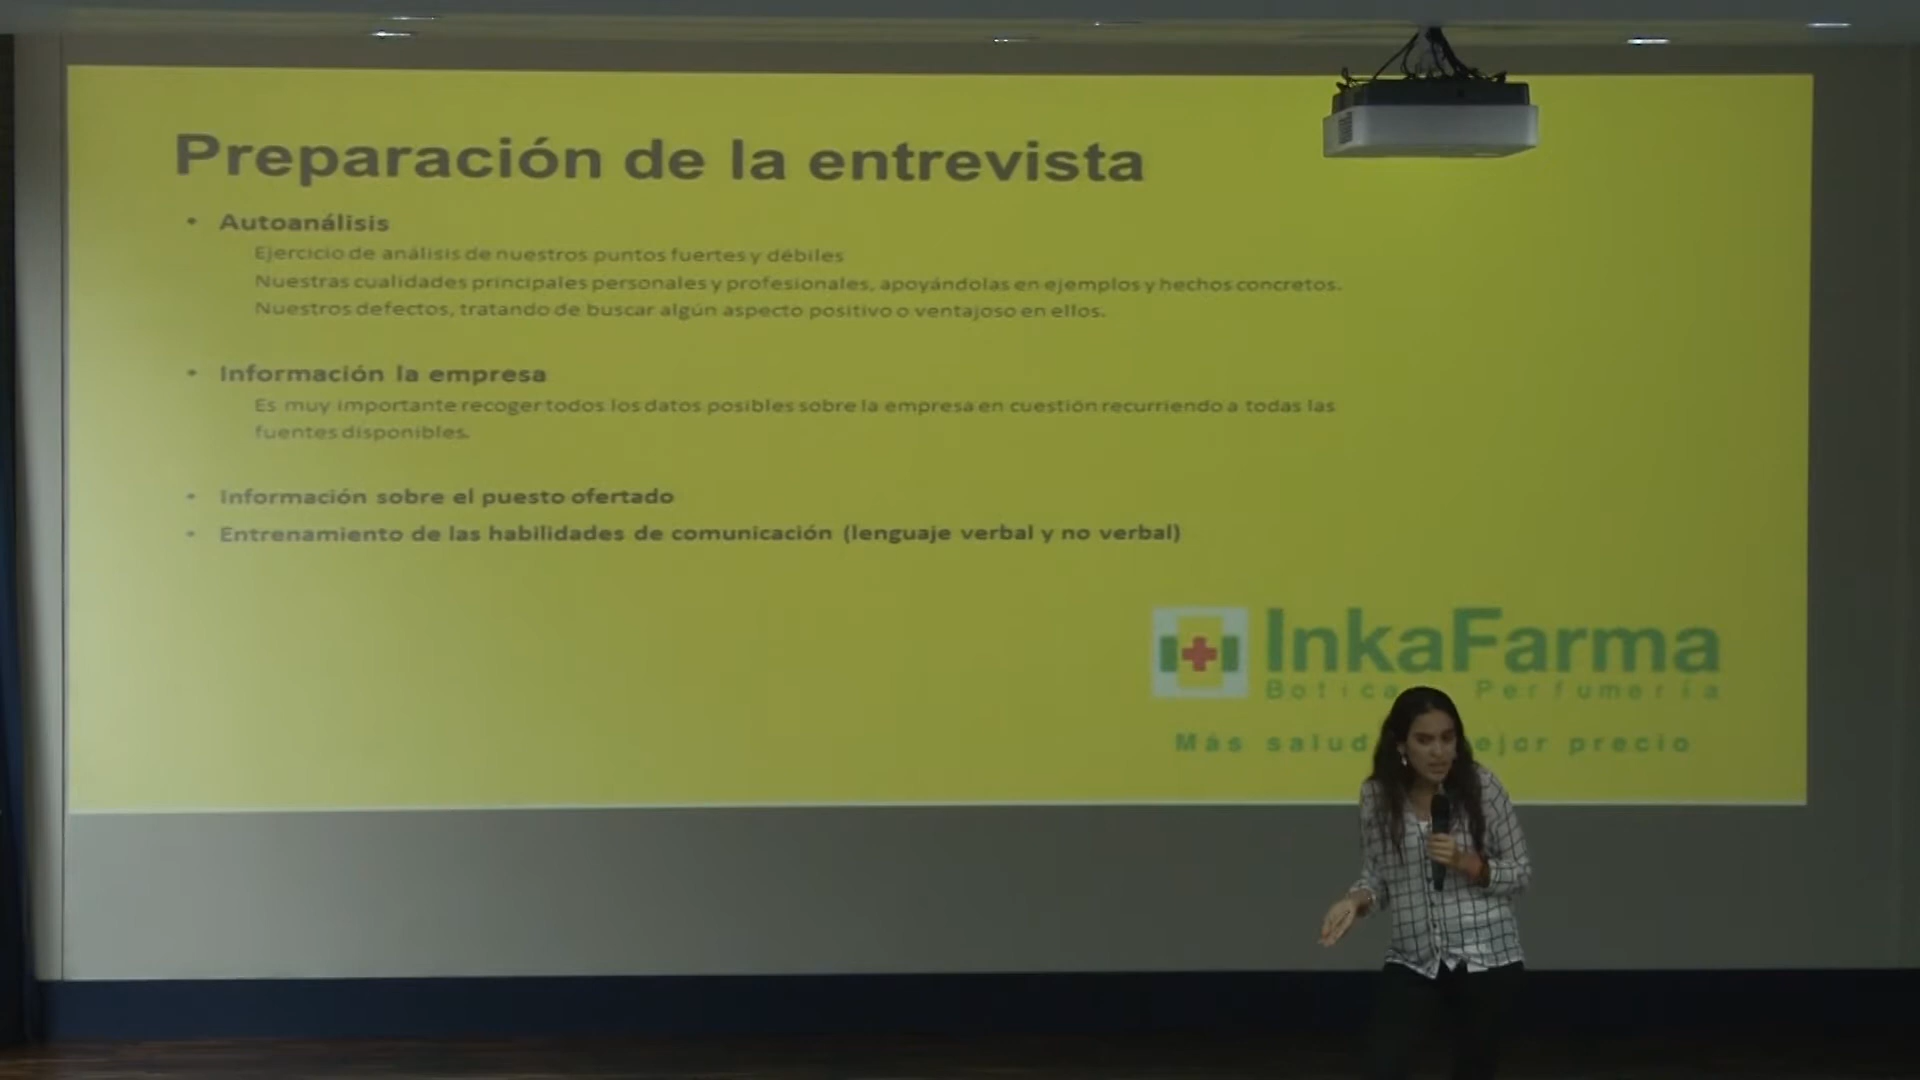 Preparación de la entrevista
• Autoanálisis
Ejercicio de análisis de nuestros puntos fuertes y débiles
Nuestras cualidades principales personales y profesionales, apoyándolas en ejemplos y hechos concretos.
Nuestros defectos, tratando de buscar algún aspecto positivo o ventajoso en ellos.
• Información la empresa
Es muy importante recoger todos los datos posibles sobre la empresa en cuestión recurriendo a todas las
fuentes disponibles.
• Información sobre el puesto ofertado
• Entrenamiento de las habilidades de comunicación (lenguaje verbal y no verbal)
InkaFarma
Perfumería
Más salud precio